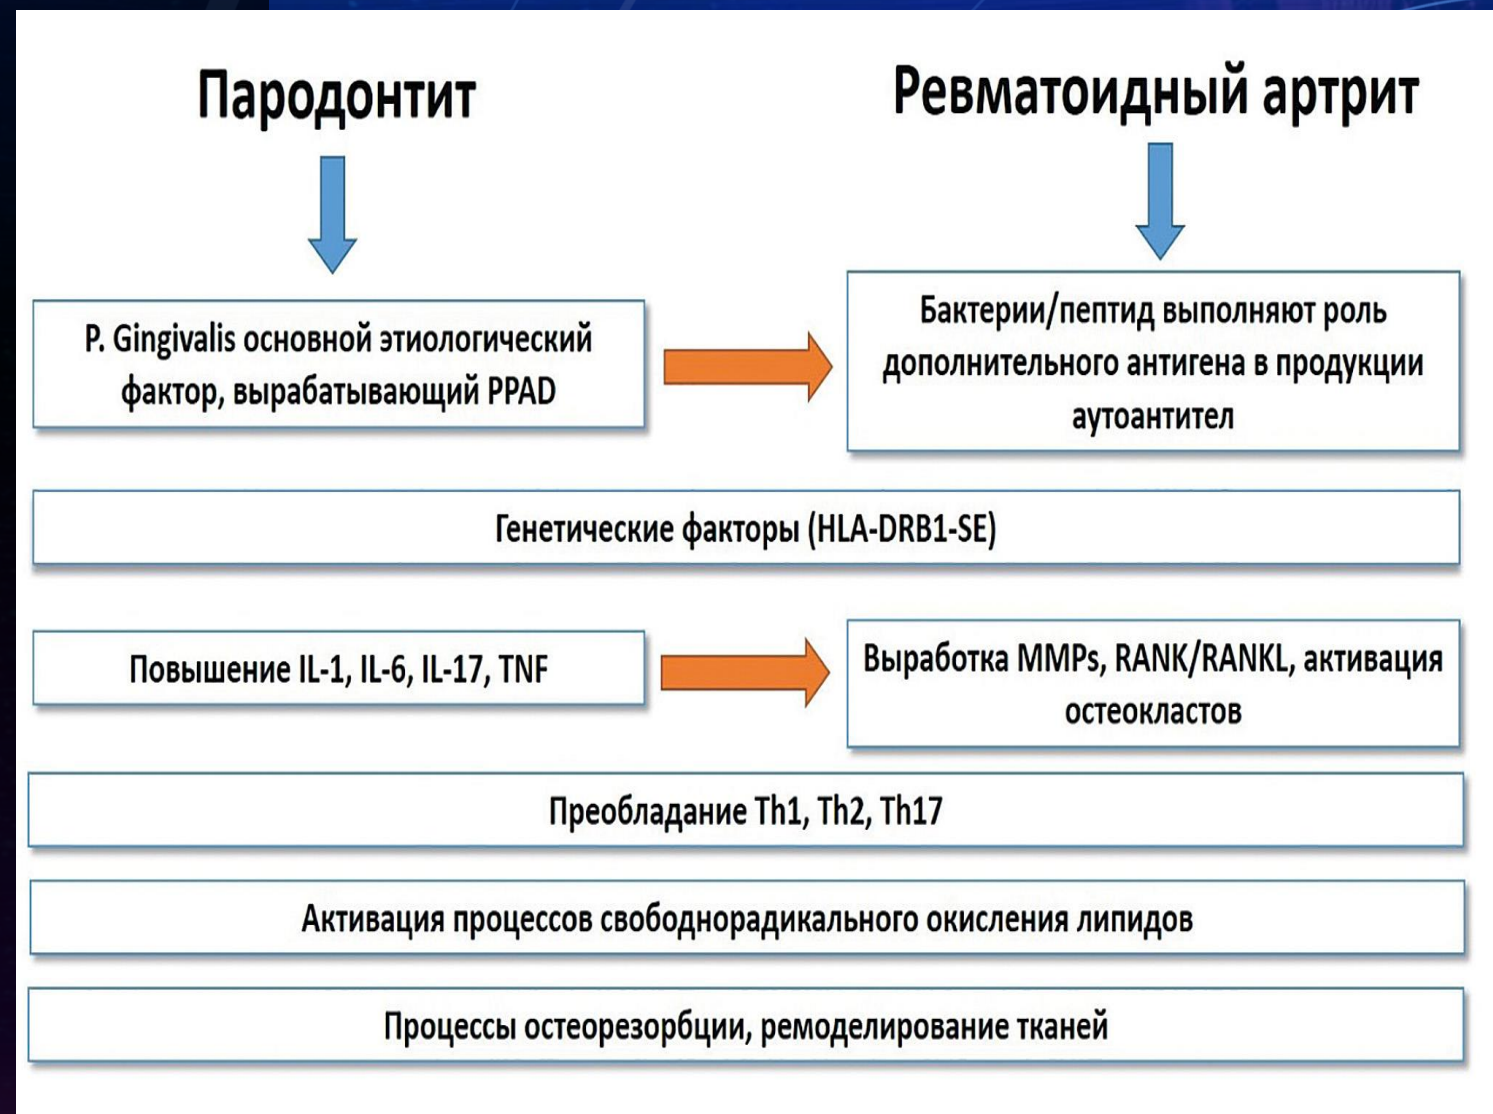 Пародонтит
Ревматоидный артрит
P. Gingivalis основной этиологический
фактор, вырабатывающий PPAD
Бактерии/пептид выполняют роль
дополнительного антигена в продукции
аутоантител
Генетические факторы (HLA-DRB1-SE)
Повышение IL-1, IL-6, IL-17, TNF
Выработка MMPs, RANK/RANKL, активация
остеокластов
Преобладание Th1, Th2, Th17
Активация процессов свободнорадикального окисления липидов
Процессы остеорезорбции, ремоделирование тканей